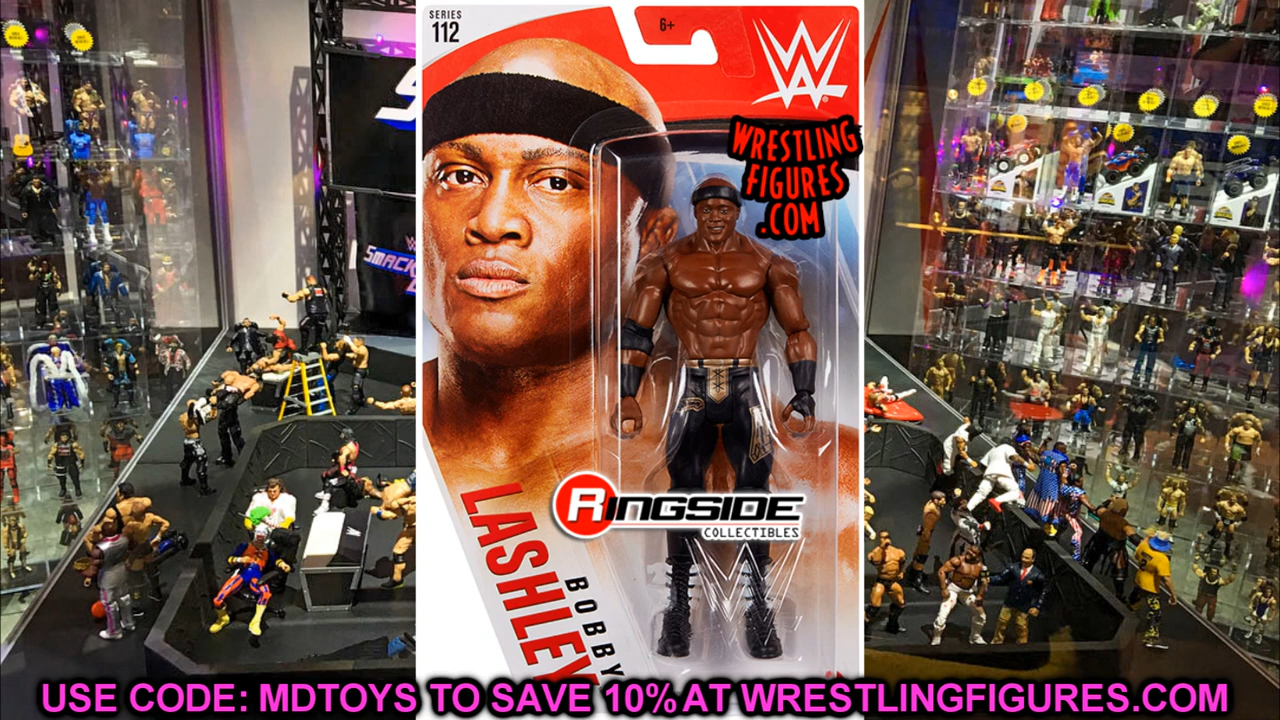 SERIES
112
6+
W
WRESTLING
FIGURES
.COM
SMACK
RINGSIDE
COLLECTIBLES
BOBBY
LASHLEY
USE CODE: MDTOYS TO SAVE 10% AT WRESTLINGFIGURES.COM